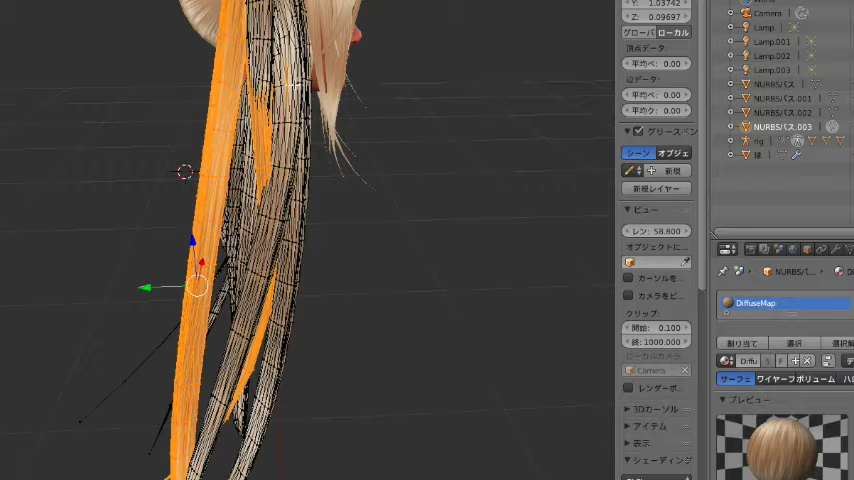 Y: 1.03742
Z: 0.09697
グローバ ローカル
頂点データ:
平均ベ: 0.00
辺データ:
平均ベ: 0.00
平均ク: 0.00
グリースペン
シーン オブジェ
新規
新規レイヤー
ビュー
レン: 58.800
オブジェクトに
カーソルを
カメラをビ
クリップ:
開始: 0.100
終: 1000.000
ローカルカメラ
Camera
レンダーボ
3Dカーソル
アイテム
表示
シェーディング
Camera
Lamp
Lamp.001
Lamp.002
Lamp.003
NURBSパス
NURBSパス.001
NURBSパス.002
NURBSパス.003
rig
NURBSパ... Di
DiffuseMap
割り当て 選択 選択解
Diffu 5 F デ
サーフェ ワイヤーフ ボリューム ハロ
プレビュー